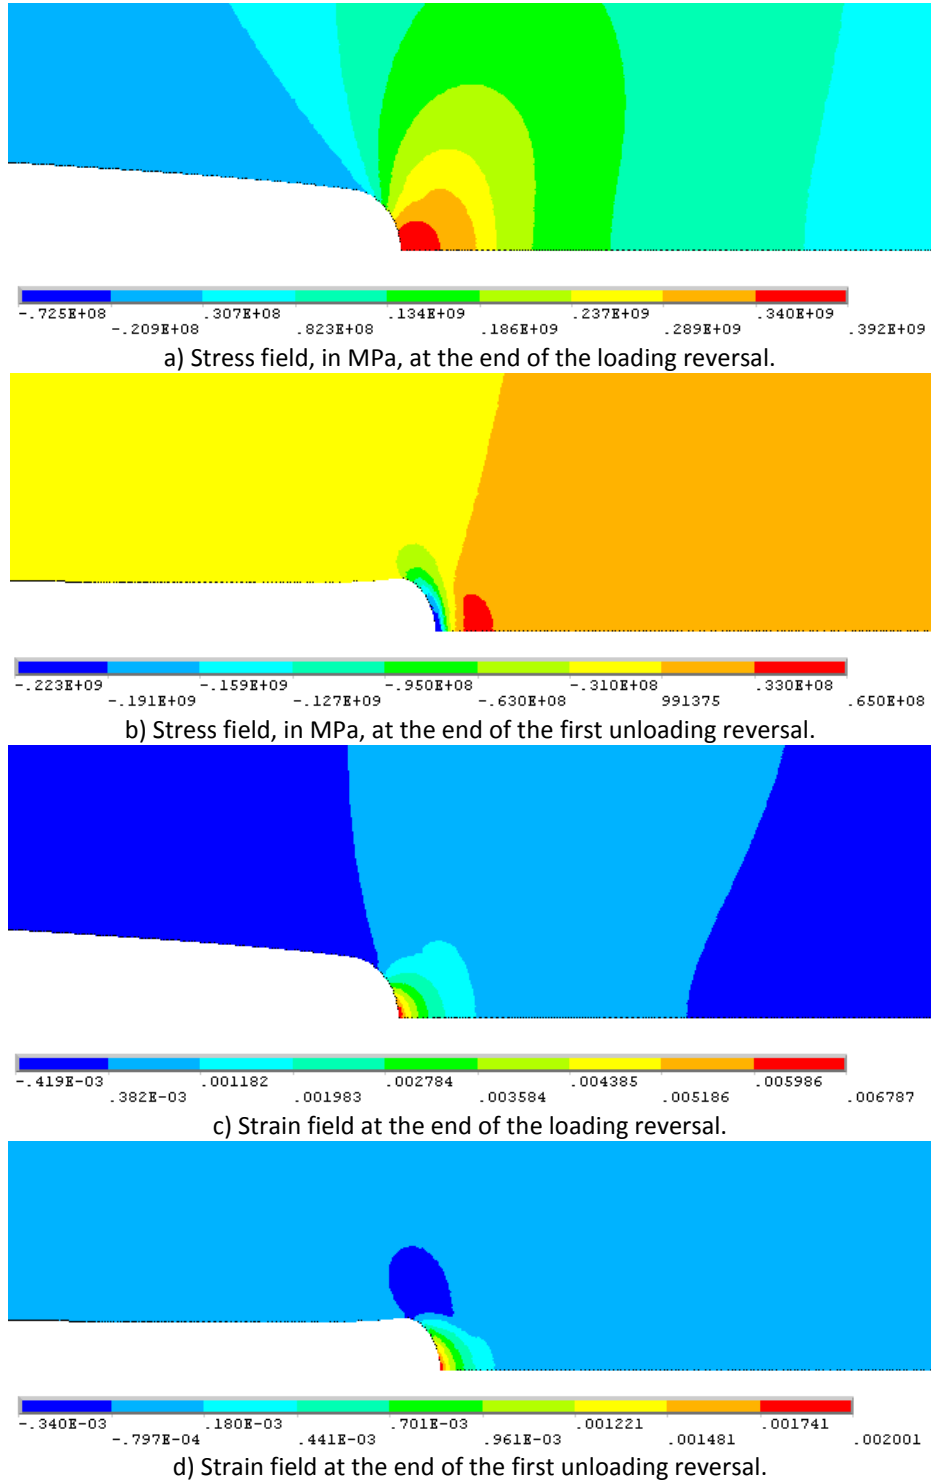 -.725E+08 .307E+08 .134E+09 .237E+09 .340E+09
-.209E+08 .823E+08 .186E+09 .289E+09 .392E+09
a) Stress field, in MPa, at the end of the loading reversal.
-.223E+09 -.159E+09 -.950E+08 -.310E+08 .330E+08
-.191E+09 -.127E+09 -.630E+08 991375 .650E+08
b) Stress field, in MPa, at the end of the first unloading reversal.
-.419E-03 .001182 .002784 .004385 .005986
.382E-03 .001983 .003584 .005186 .006787
c) Strain field at the end of the loading reversal.
-.340E-03 .180E-03 .701E-03 .001221 .001741
-.797E-04 .441E-03 .961E-03 .001481 .002001
d) Strain field at the end of the first unloading reversal.